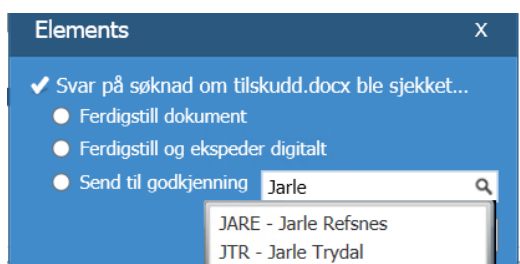 Elements X
Svar på søknad om tilskudd.docx ble sjekket...
Ferdigstill dokument
Ferdigstill og ekspeder digitalt
Send til godkjenning Jarle
JARE - Jarle Refsnes
JTR - Jarle Trydal